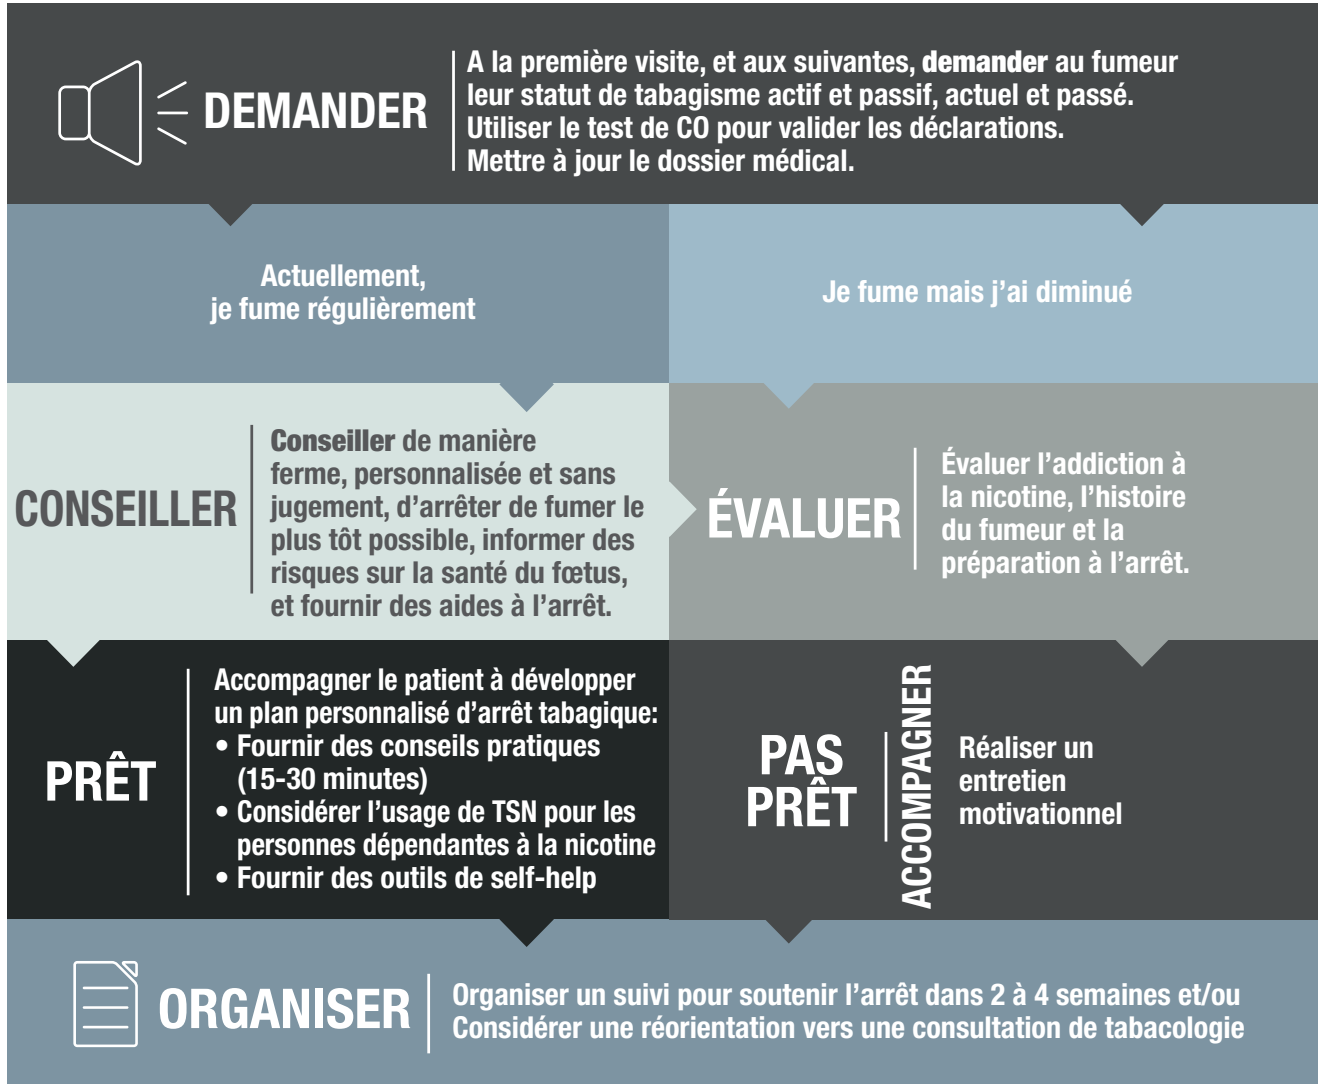 DEMANDER
A la première visite, et aux suivantes, demander au fumeur
leur statut de tabagisme actif et passif, actuel et passé.
Utiliser le test de CO pour valider les déclarations.
Mettre à jour le dossier médical.
Actuellement,
je fume régulièrement
Je fume mais j'ai diminué
CONSEILLER
Conseiller de manière
ferme, personnalisée et sans
jugement, d'arrêter de fumer le
plus tôt possible, informer des
risques sur la santé du fœtus,
et fournir des aides à l'arrêt.
ÉVALUER
Évaluer l'addiction à
la nicotine, l'histoire
du fumeur et la
préparation à l'arrêt.
PRÊT
Accompagner le patient à développer
un plan personnalisé d'arrêt tabagique:
• Fournir des conseils pratiques
(15-30 minutes)
• Considérer l'usage de TSN pour les
personnes dépendantes à la nicotine
• Fournir des outils de self-help
PAS
PRÊT
ACCOMPAGNER
Réaliser un
entretien
motivationnel
ORGANISER
Organiser un suivi pour soutenir l'arrêt dans 2 à 4 semaines et/ou
Considérer une réorientation vers une consultation de tabacologie